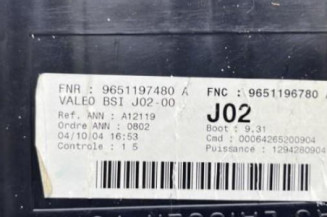 FNR : 9651197480 A
FNC : 9651196780
VALEO BSI J02-00
J02
Ref. ANN : A12119
Ordre ANN : 0802
Boot : 9.31
04/10/04 16:53
Cmd : 00064265200904
Controle : 1 5
Puissance : 1294280904